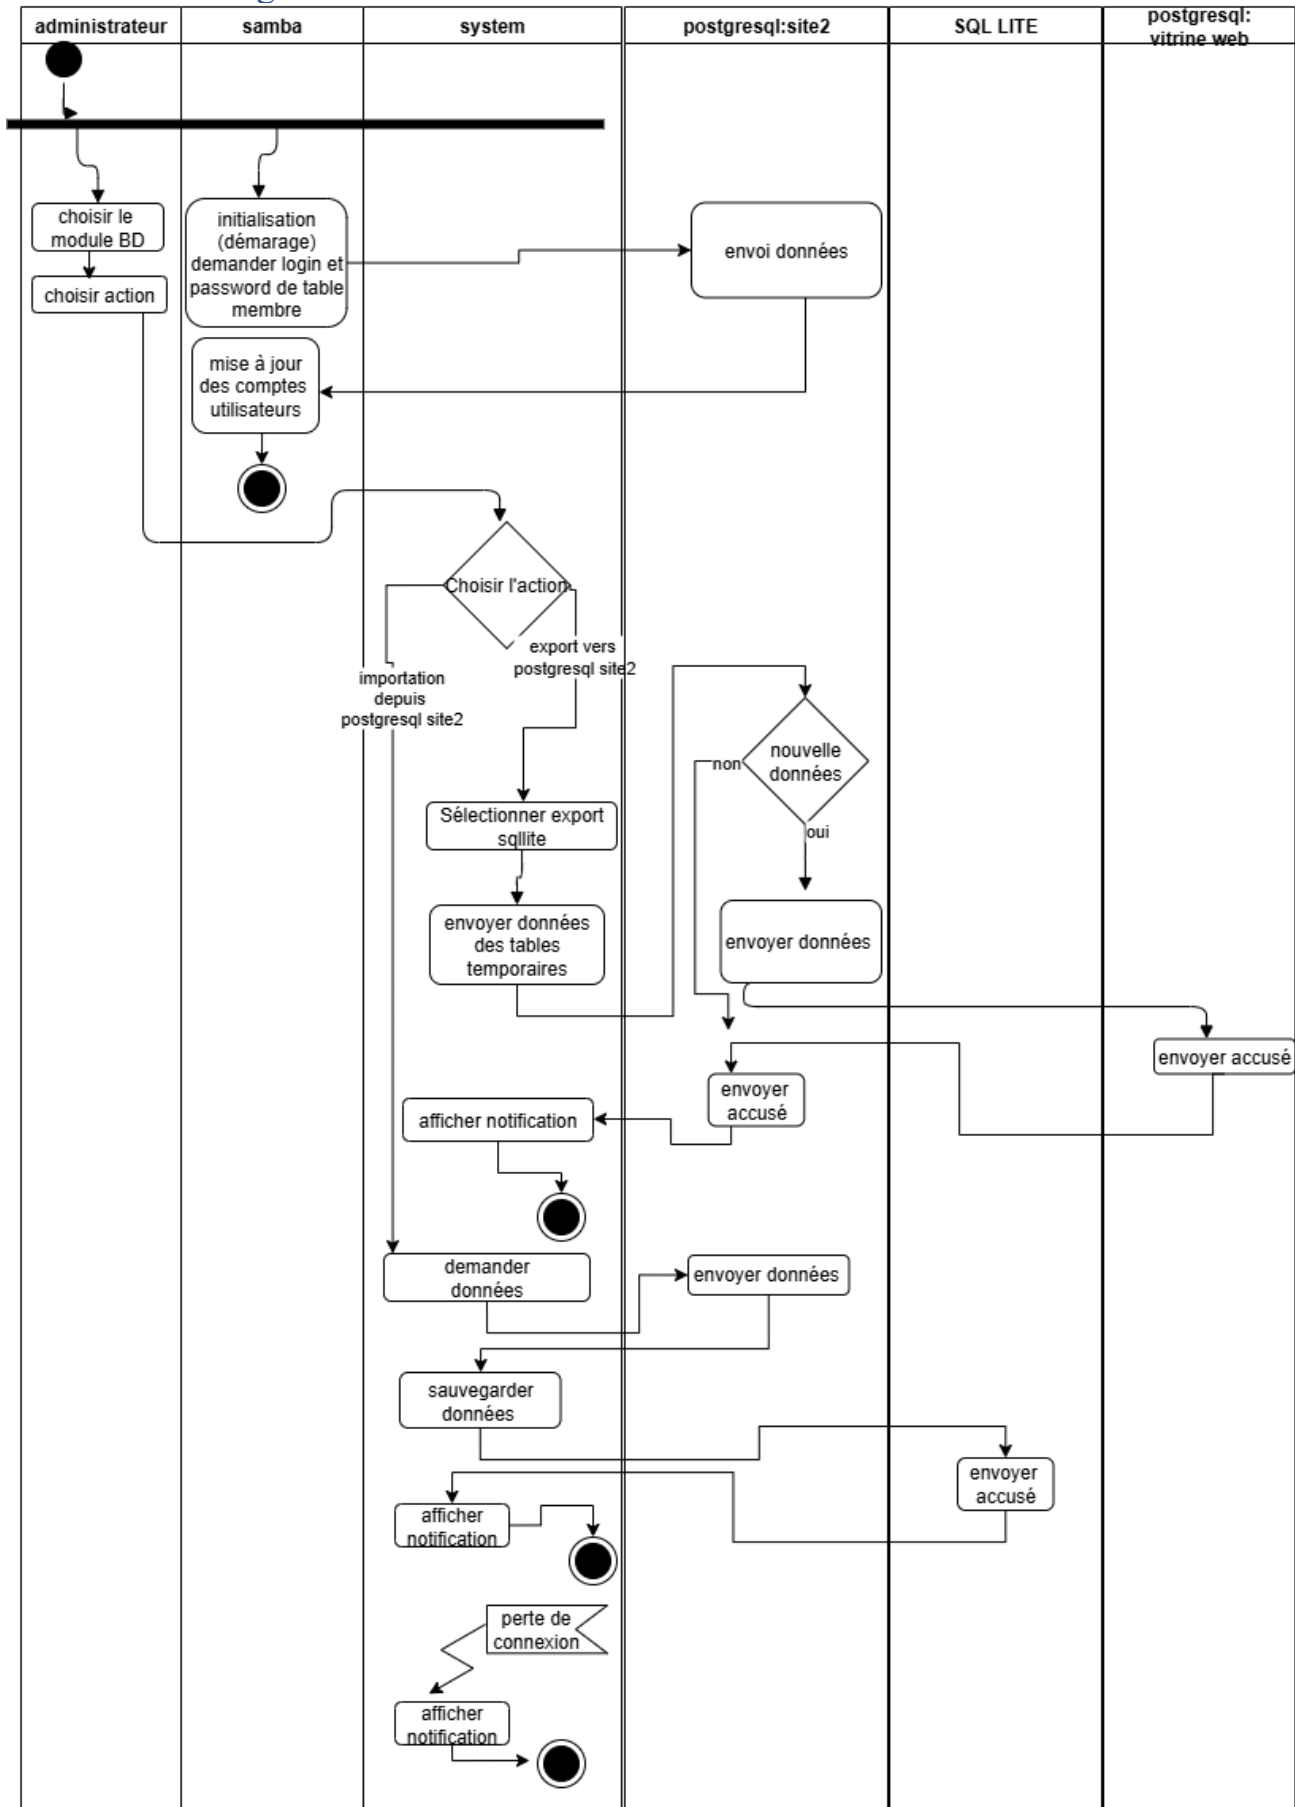 administrateur
samba
system
postgresql:site2
SQL LITE
postgresql:
vitrine web
choisir le
module BD
choisir action
initialisation
(démarage)
demander login et
password de table
membre
envoi données
mise à jour
des comptes
utilisateurs
Choisir l'action
export vers
postgresql site2
importation
depuis
postgresql site2
nouvelle
données
non
oui
Sélectionner export
sqllite
envoyer données
des tables
temporaires
envoyer données
envoyer accusé
envoyer
accusé
afficher notification
demander
données
envoyer données
sauvegarder
données
envoyer
accusé
afficher
notification
perte de
connexion
afficher
notification